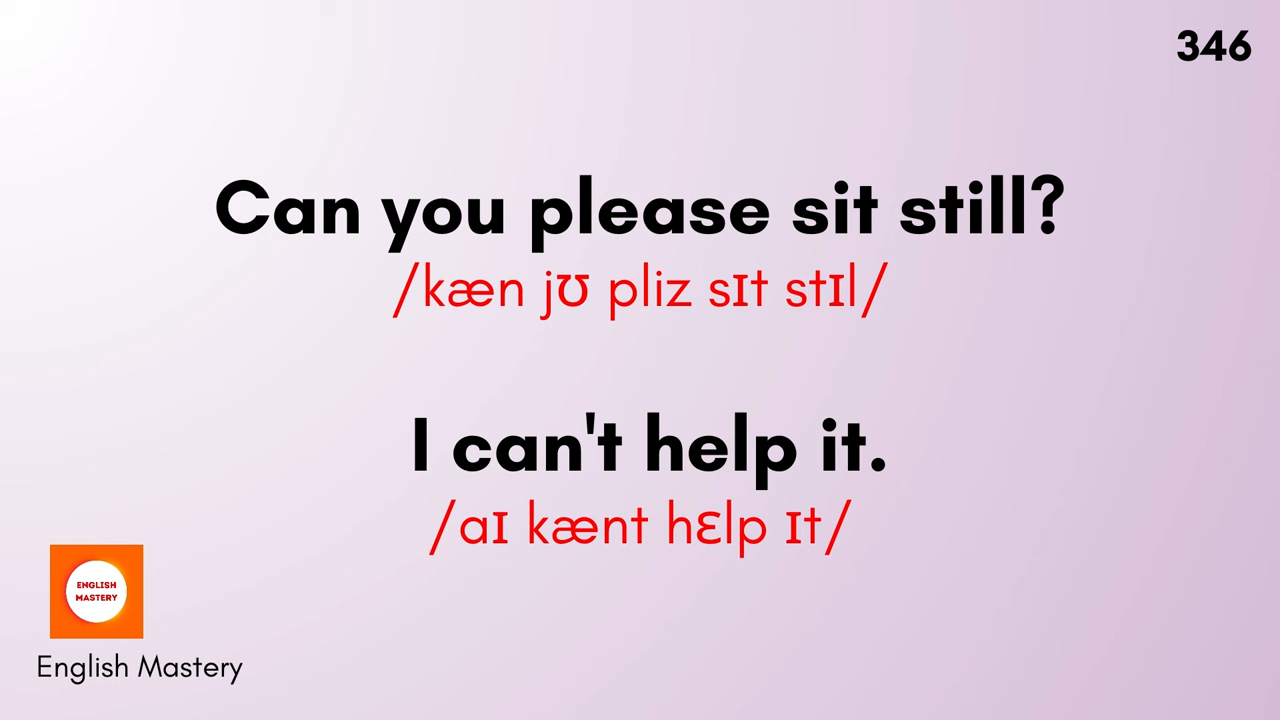 346
Can you please sit still?
/kæn jʊ pliz sɪt stɪl/
I can't help it.
/aɪ kænt hɛlp ɪt/
ENGLISH
MASTERY
English Mastery